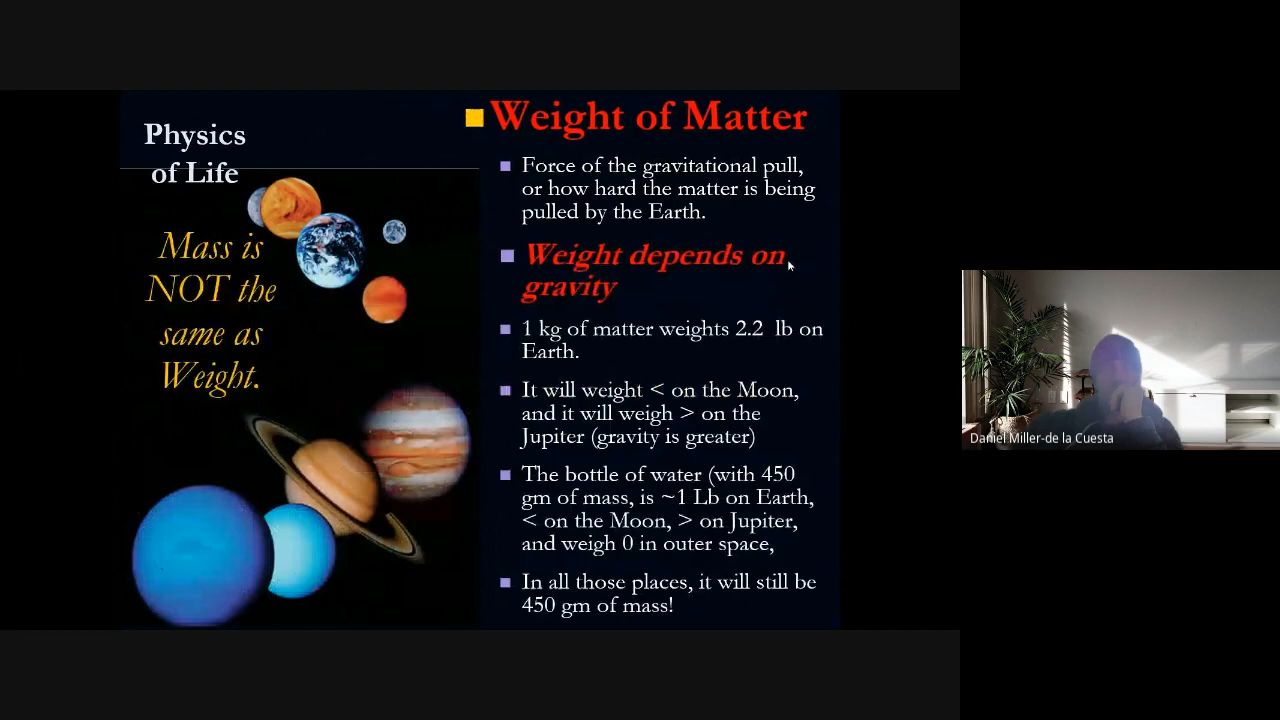 Physics
of Life
Mass is
NOT the
same as
Weight.
Weight of Matter
Force of the gravitational pull,
or how hard the matter is being
pulled by the Earth.
Weight depends on
gravity
1 kg of matter weights 2.2 lb on
Earth.
It will weight < on the Moon,
and it will weigh > on the
Jupiter (gravity is greater)
The bottle of water (with 450
gm of mass, is ~1 Lb on Earth,
< on the Moon, > on Jupiter,
and weigh 0 in outer space,
In all those places, it will still be
450 gm of mass!
Daniel Miller-de la Cuesta